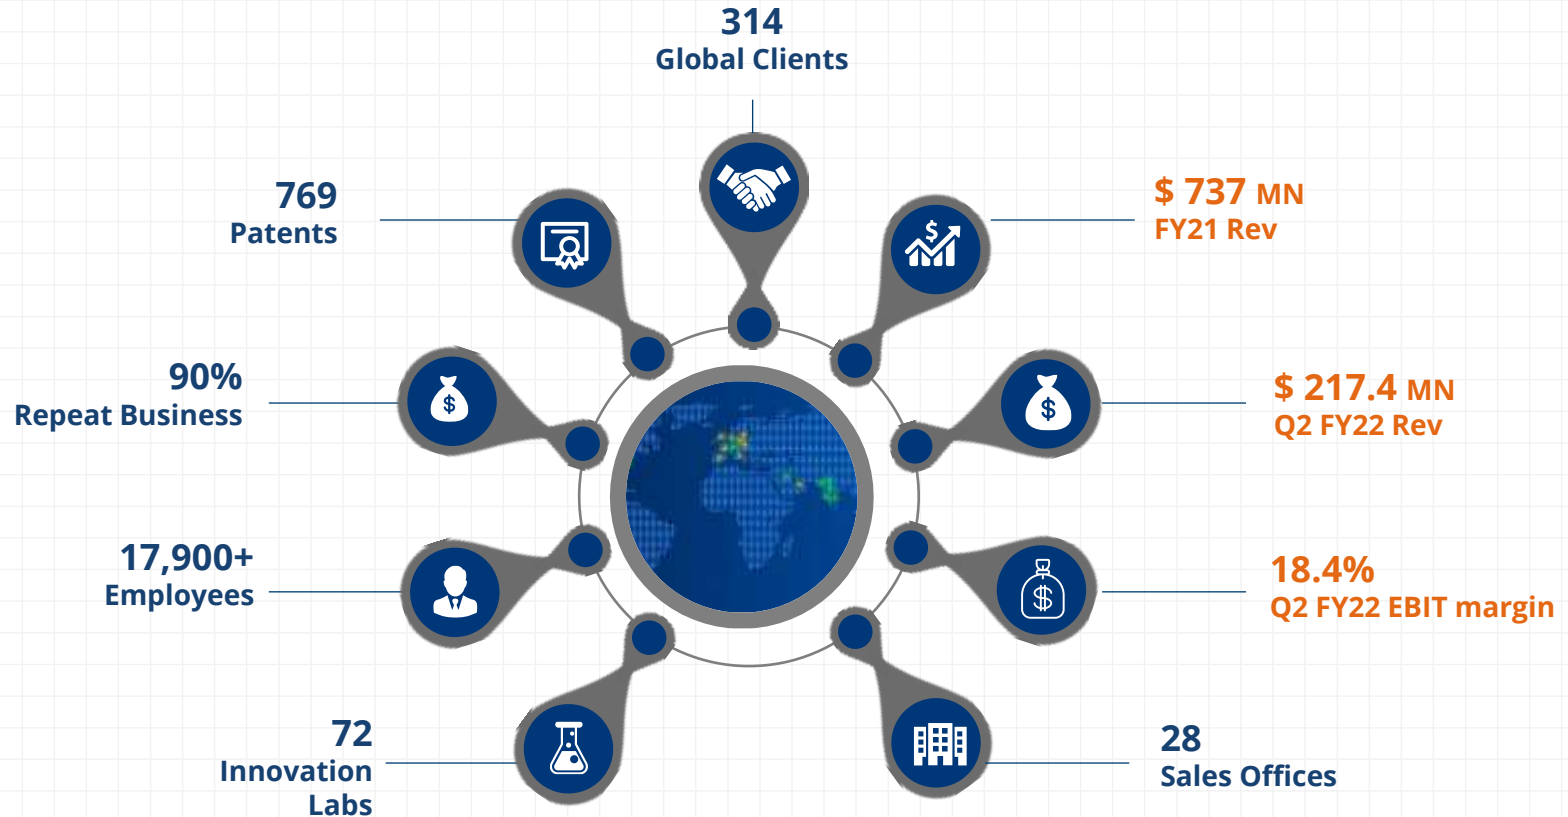 314
Global Clients
769
Patents
$ 737 MN
FY21 Rev
90%
Repeat Business
$ 217.4 MN
Q2 FY22 Rev
17,900+
Employees
18.4%
Q2 FY22 EBIT margin
72
Innovation
Labs
28
Sales Offices
$
$
$
$